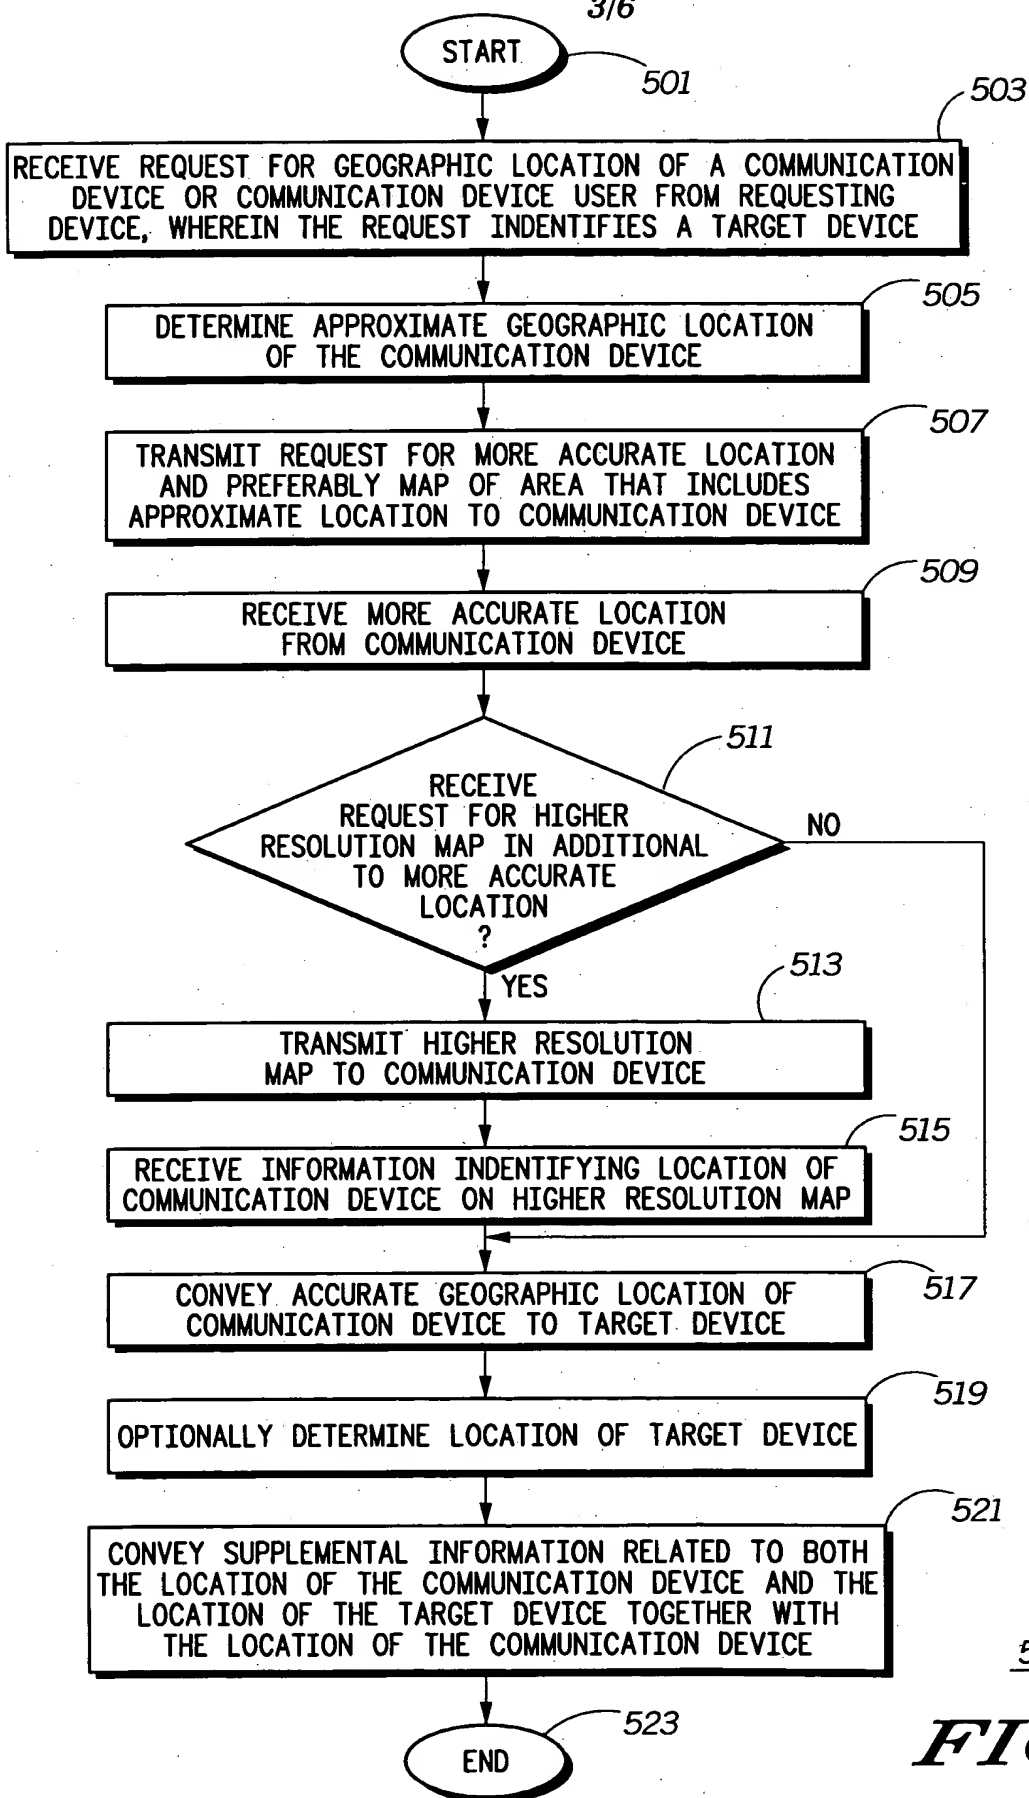 3/6
START
501
503
RECEIVE REQUEST FOR GEOGRAPHIC LOCATION OF A COMMUNICATION
DEVICE OR COMMUNICATION DEVICE USER FROM REQUESTING
DEVICE, WHEREIN THE REQUEST INDENTIFIES A TARGET DEVICE
505
DETERMINE APPROXIMATE GEOGRAPHIC LOCATION
OF THE COMMUNICATION DEVICE
507
TRANSMIT REQUEST FOR MORE ACCURATE LOCATION
AND PREFERABLY MAP OF AREA THAT INCLUDES
APPROXIMATE LOCATION TO COMMUNICATION DEVICE
509
RECEIVE MORE ACCURATE LOCATION
FROM COMMUNICATION DEVICE
511
RECEIVE
REQUEST FOR HIGHER
RESOLUTION MAP IN ADDITIONAL
TO MORE ACCURATE
LOCATION
?
NO
YES
513
TRANSMIT HIGHER RESOLUTION
MAP TO COMMUNICATION DEVICE
515
RECEIVE INFORMATION INDENTIFYING LOCATION OF
COMMUNICATION DEVICE ON HIGHER RESOLUTION MAP
517
CONVEY ACCURATE GEOGRAPHIC LOCATION OF
COMMUNICATION DEVICE TO TARGET DEVICE
519
OPTIONALLY DETERMINE LOCATION OF TARGET DEVICE
521
CONVEY SUPPLEMENTAL INFORMATION RELATED TO BOTH
THE LOCATION OF THE COMMUNICATION DEVICE AND THE
LOCATION OF THE TARGET DEVICE TOGETHER WITH
THE LOCATION OF THE COMMUNICATION DEVICE
523
END